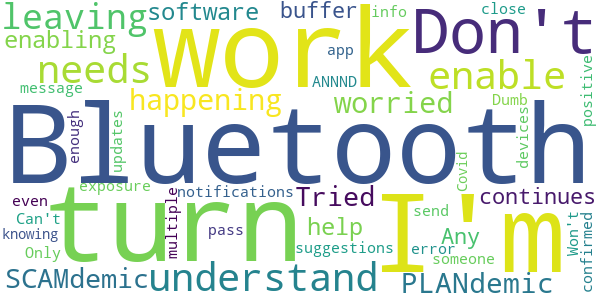 leaving software buffer info close
enabling work Don't
needs app enable
message happening ANNND worried Dumb positive
Bluetooth
enough updates devices Covid
exposure notifications Tried continues
even turn I'm
Can't multiple pass help Any send Won't
knowing suggestions error
Only someone confirmed
SCAMdemic understand PLANdemic